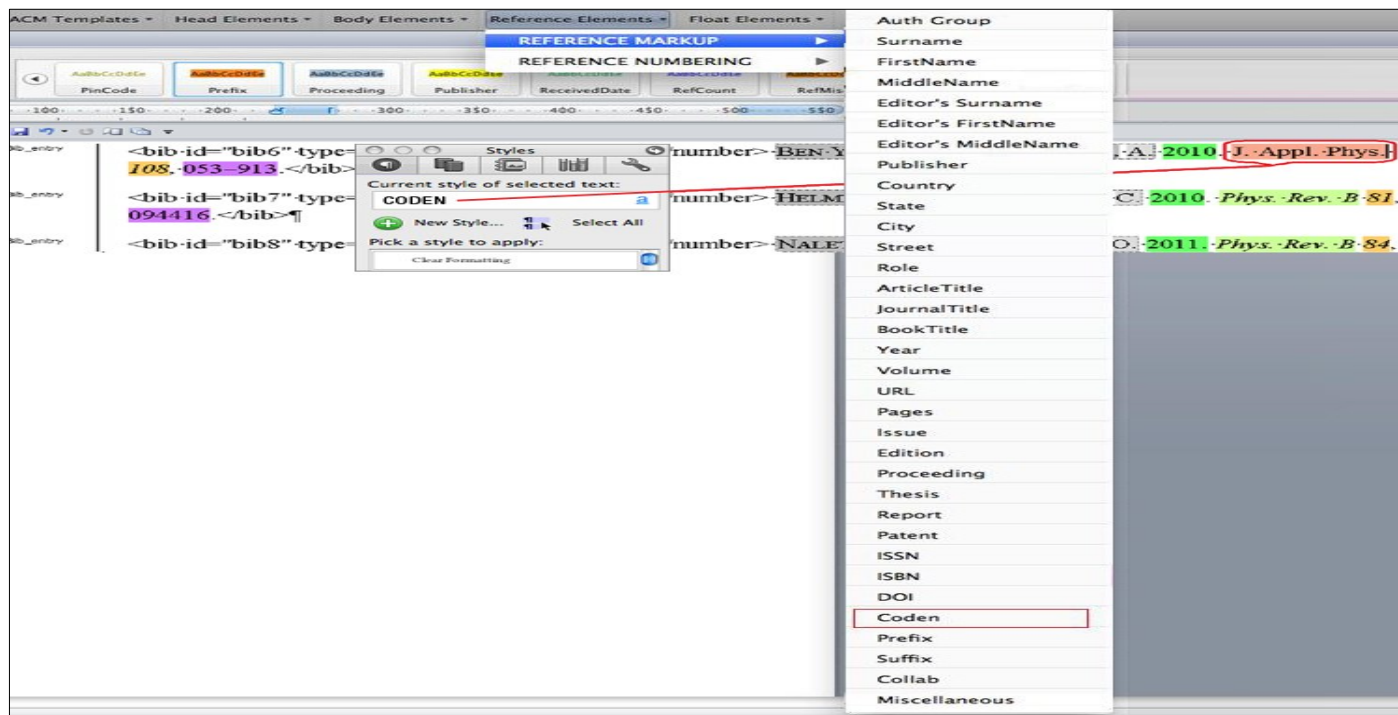 ACM Templates Head Elements Body Elements Reference Elements Float Elements
REFERENCE MARKUP
REFERENCE NUMBERING
AaBbCcDdEe AaBbCcDdEe AaBbCcDdEe
PinCode Prefix Proceeding Publisher ReceivedDate RefCount RefMis
100 150 200 300 350 400 450 500 550
bib_entry <bib·id="bib6"·type= /number>·BEN·Y ,·A.·2010.·J.·Appl.·Phys.
108,·053–913.</bib>
bib_entry <bib·id="bib7"·type= /number>·HELM C.·2010.·Phys.·Rev.·B·81,
094416.</bib>¶
bib_entry <bib·id="bib8"·type= /number>·NALE O.·2011.·Phys.·Rev.·B·84,
Styles
Current style of selected text:
CODEN a
New Style... Select All
Pick a style to apply:
Clear Formatting
Auth Group
Surname
FirstName
MiddleName
Editor's Surname
Editor's FirstName
Editor's MiddleName
Publisher
Country
State
City
Street
Role
ArticleTitle
JournalTitle
BookTitle
Year
Volume
URL
Pages
Issue
Edition
Proceeding
Thesis
Report
Patent
ISSN
ISBN
DOI
Coden
Prefix
Suffix
Collab
Miscellaneous